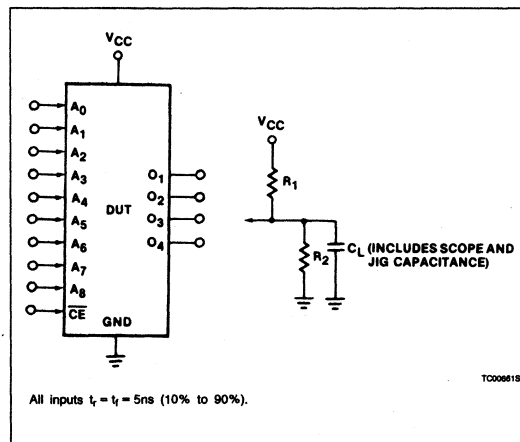 VCC
A0
A1
A2
A3
A4
A5
A6
A7
A8
CE
DUT
O1
O2
O3
O4
GND
VCC
R1
R2
CL (INCLUDES SCOPE AND
JIG CAPACITANCE)
TC00661S
All inputs tr = tf = 5ns (10% to 90%).